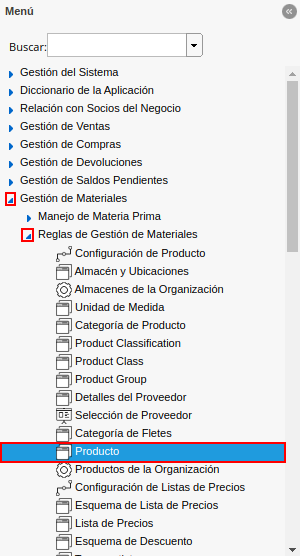 Menú
Buscar:
Gestión del Sistema
Diccionario de la Aplicación
Relación con Socios del Negocio
Gestión de Ventas
Gestión de Compras
Gestión de Devoluciones
Gestión de Saldos Pendientes
Gestión de Materiales
Manejo de Materia Prima
Reglas de Gestión de Materiales
Configuración de Producto
Almacén y Ubicaciones
Almacenes de la Organización
Unidad de Medida
Categoría de Producto
Product Classification
Product Class
Product Group
Detalles del Proveedor
Selección de Proveedor
Categoría de Fletes
Producto
Productos de la Organización
Configuración de Listas de Precios
Esquema de Lista de Precios
Lista de Precios
Esquema de Descuento